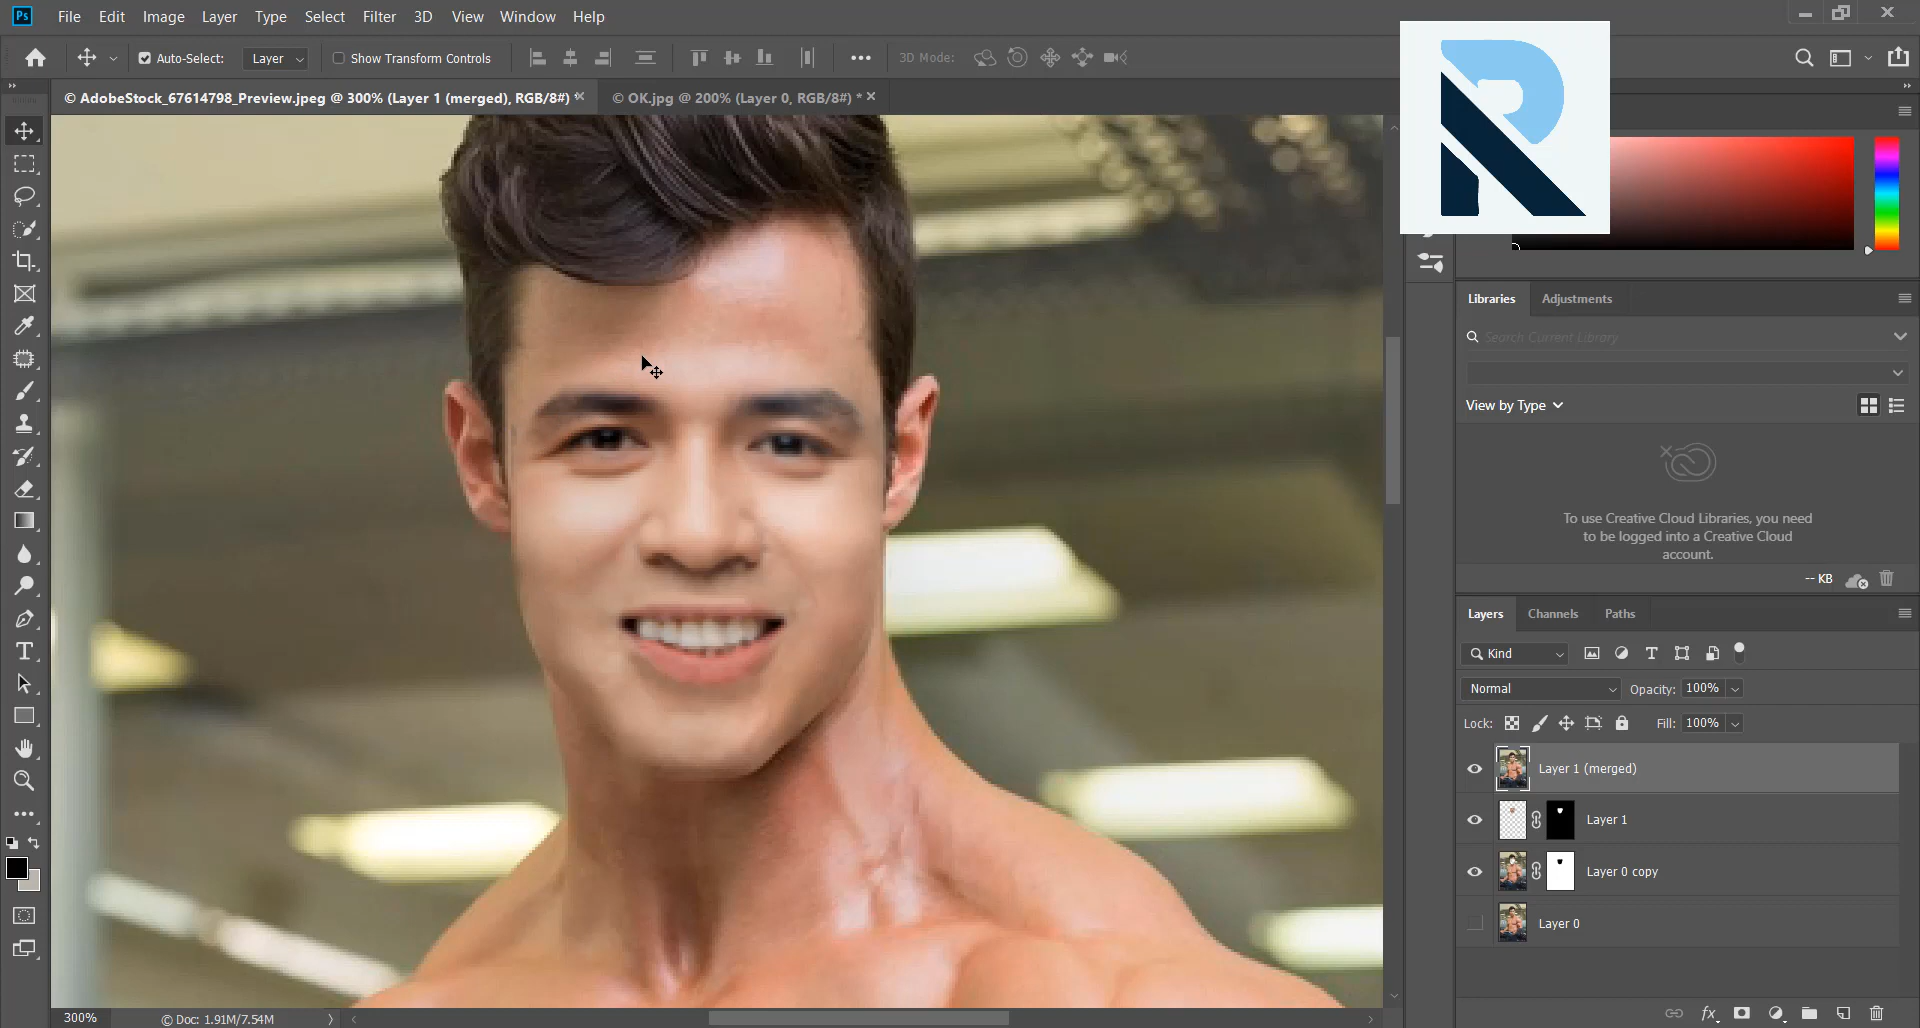 Ps File Edit Image Layer Type Select Filter 3D View Window Help
Auto-Select: Layer Show Transform Controls 3D Mode:
© AdobeStock_67614798_Preview.jpeg @ 300% (Layer 1 (merged), RGB/8#) * © OK.jpg @ 200% (Layer 0, RGB/8#) *
Libraries Adjustments
Search Current Library
View by Type
To use Creative Cloud Libraries, you need
to be logged into a Creative Cloud
account.
-- KB
Layers Channels Paths
Kind
Normal Opacity: 100%
Lock: Fill: 100%
Layer 1 (merged)
Layer 1
Layer 0 copy
Layer 0
fx
300% © Doc: 1.91M/7.54M